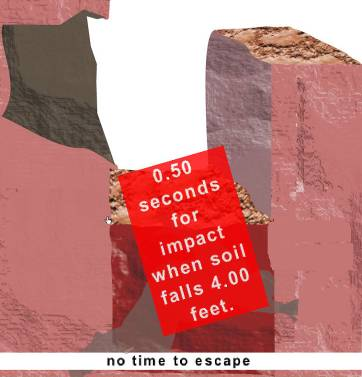 0.50
seconds
for
impact
when soil
falls 4.00
feet.
no time to escape